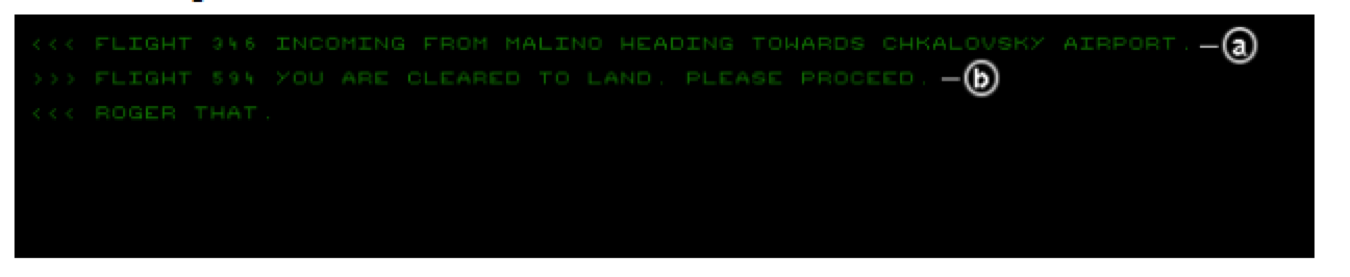 <<< FLIGHT 346 INCOMING FROM MALINO HEADING TOWARDS CHKALOVSKY AIRPORT. – ⓐ
>>> FLIGHT 594 YOU ARE CLEARED TO LAND. PLEASE PROCEED. – ⓑ
<<< ROGER THAT.